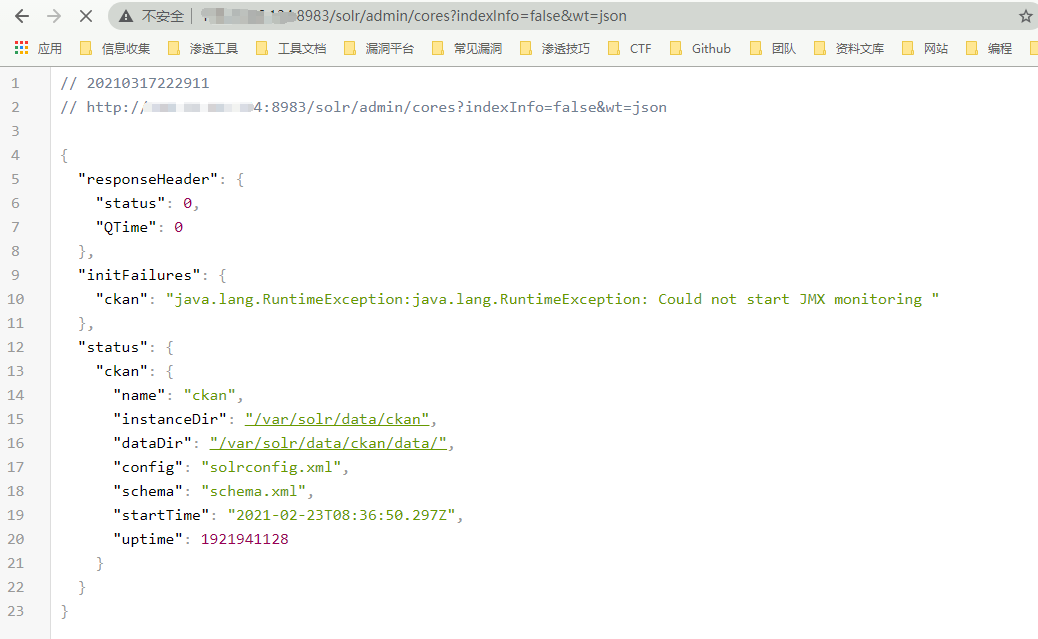 不安全 :8983/solr/admin/cores?indexInfo=false&wt=json
应用 信息收集 渗透工具 工具文档 漏洞平台 常见漏洞 渗透技巧 CTF Github 团队 资料文库 网站 编程
1 // 20210317222911
2 // http:// 4:8983/solr/admin/cores?indexInfo=false&wt=json
3
4 {
5 "responseHeader": {
6 "status": 0,
7 "QTime": 0
8 },
9 "initFailures": {
10 "ckan": "java.lang.RuntimeException:java.lang.RuntimeException: Could not start JMX monitoring "
11 },
12 "status": {
13 "ckan": {
14 "name": "ckan",
15 "instanceDir": "/var/solr/data/ckan",
16 "dataDir": "/var/solr/data/ckan/data/",
17 "config": "solrconfig.xml",
18 "schema": "schema.xml",
19 "startTime": "2021-02-23T08:36:50.297Z",
20 "uptime": 1921941128
21 }
22 }
23 }